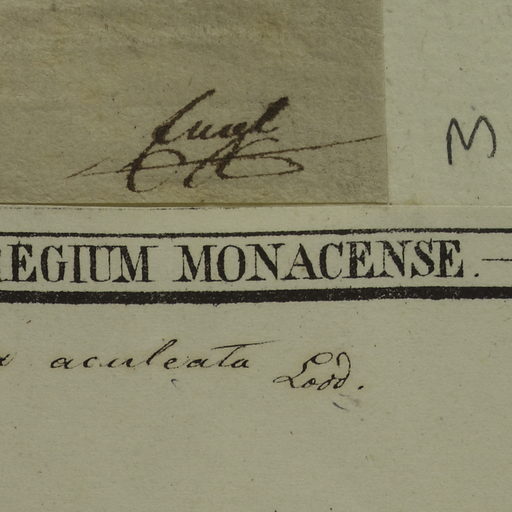 M
REGIUM MONACENSE.
aculeata Lodd.